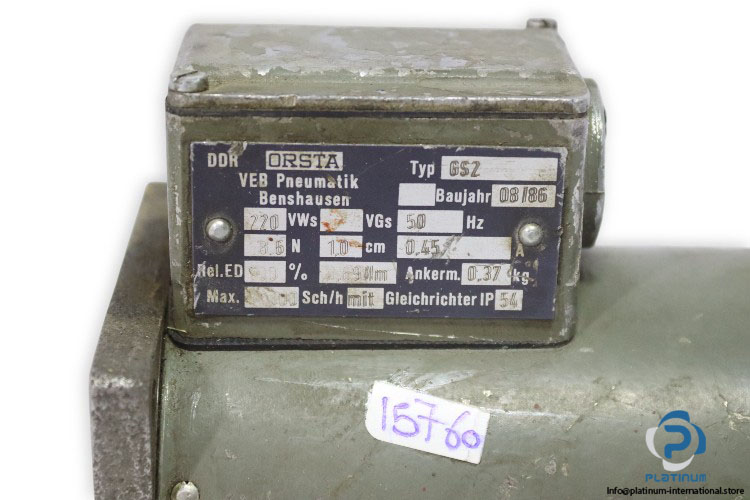 DDR ORSTA Typ GS2
VEB Pneumatik
Benshausen Baujahr 08/86
220 VWs VGs 50 Hz
N 10 cm 0,45 A
Rel.ED % Ankerm. 0,37 kg
Max. Sch/h mit Gleichrichter IP 54
15760
P
PLATINUM
Info@platinum-international.store